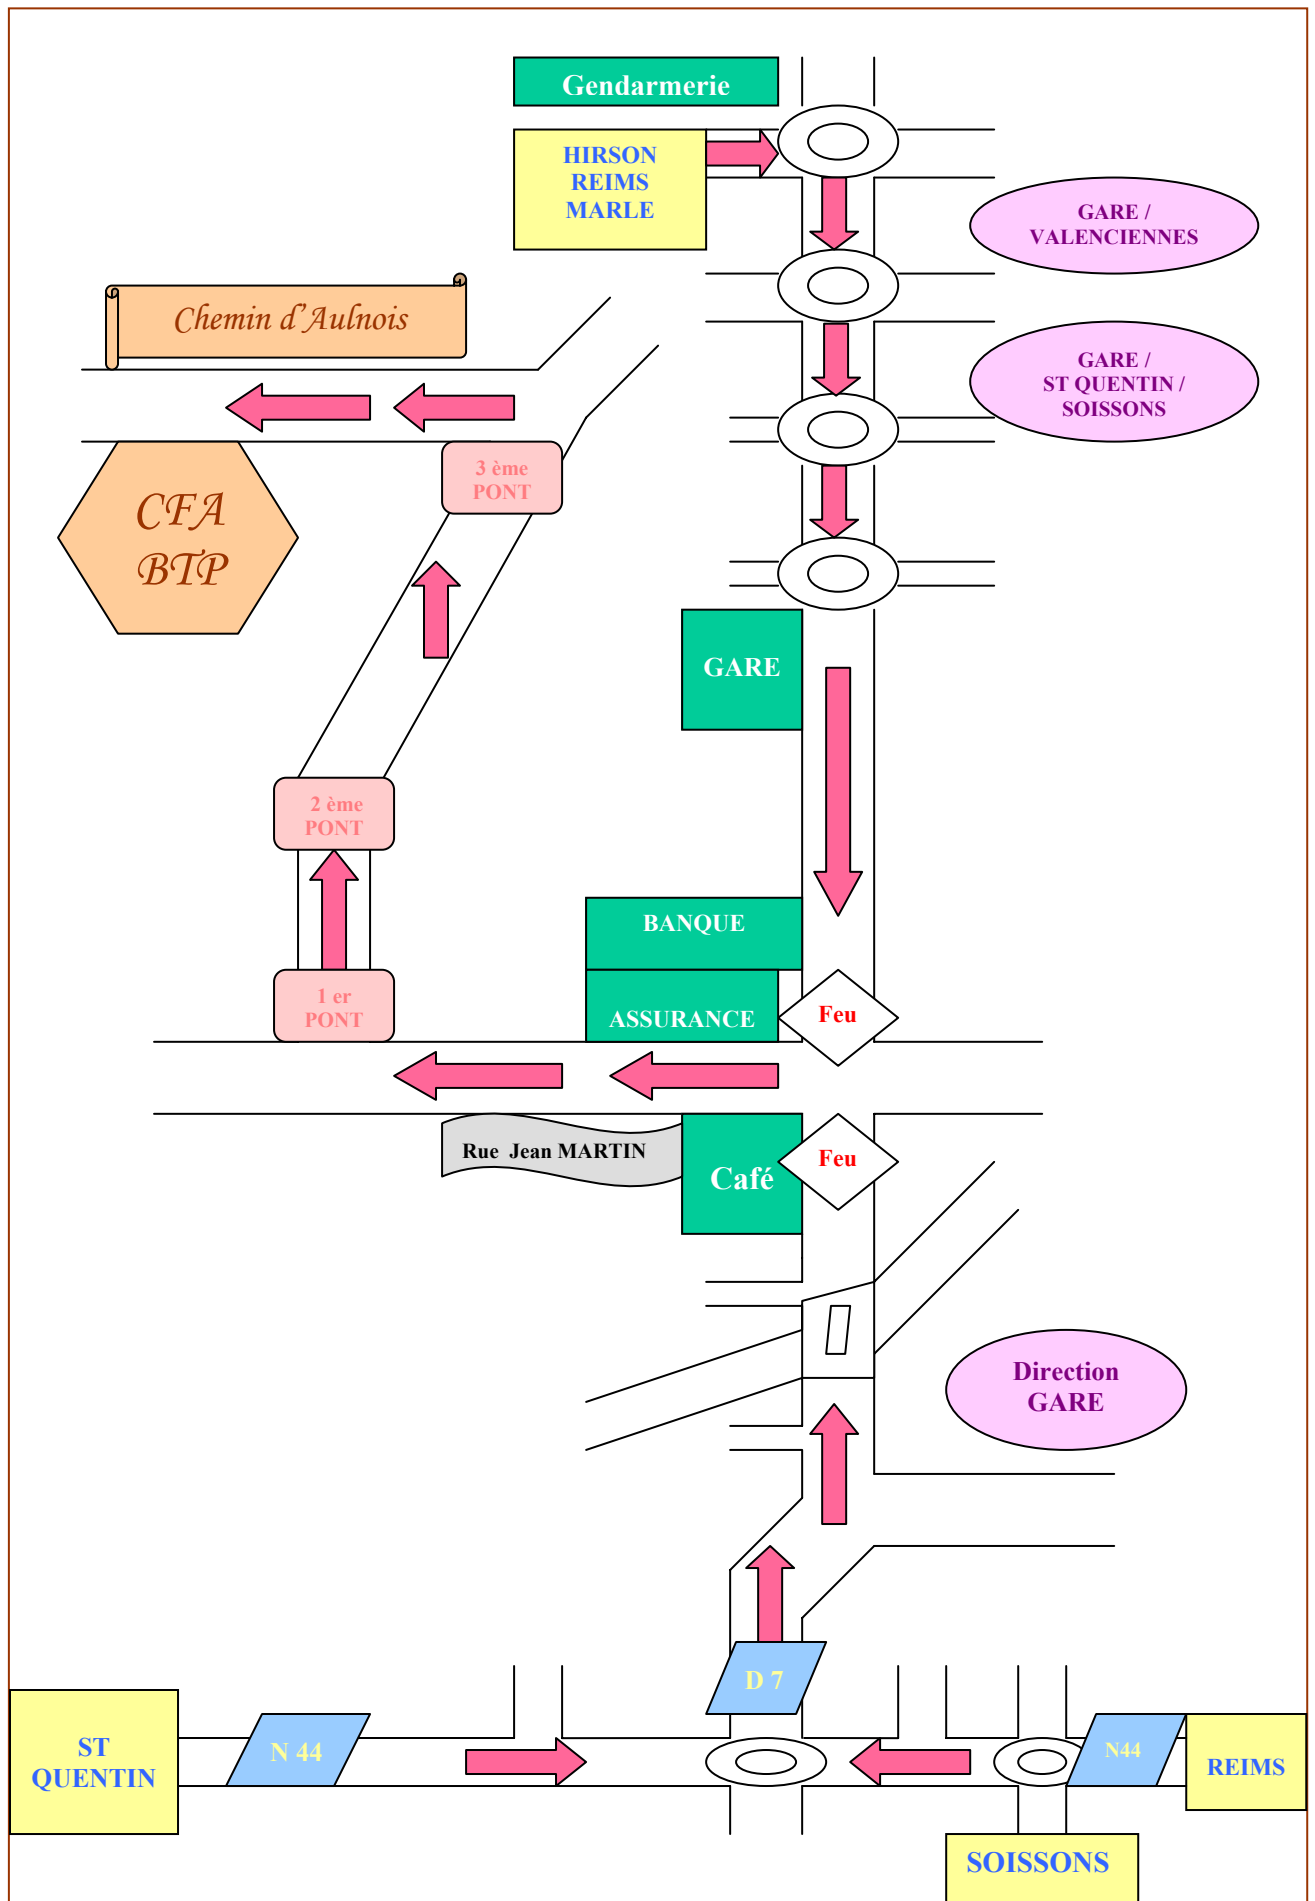 Gendarmerie
HIRSON
REIMS
MARLE
GARE /
VALENCIENNES
Chemin d'Aulnois
GARE /
ST QUENTIN /
SOISSONS
3 ème
PONT
CFA
BTP
GARE
2 ème
PONT
BANQUE
1 er
PONT
ASSURANCE
Feu
Rue Jean MARTIN
Café
Feu
Direction
GARE
D 7
ST
QUENTIN
N 44
N44
REIMS
SOISSONS